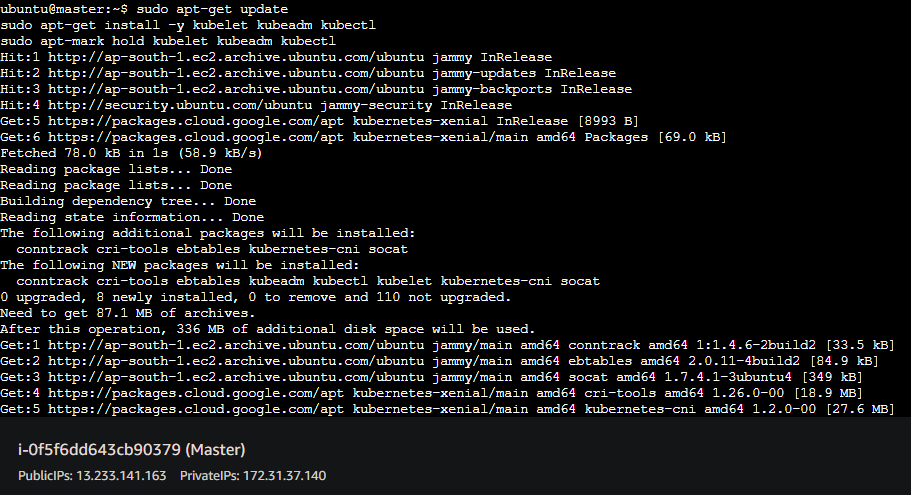 ubuntu@master:~$ sudo apt-get update
sudo apt-get install -y kubelet kubeadm kubectl
sudo apt-mark hold kubelet kubeadm kubectl
Hit:1 http://ap-south-1.ec2.archive.ubuntu.com/ubuntu jammy InRelease
Hit:2 http://ap-south-1.ec2.archive.ubuntu.com/ubuntu jammy-updates InRelease
Hit:3 http://ap-south-1.ec2.archive.ubuntu.com/ubuntu jammy-backports InRelease
Hit:4 http://security.ubuntu.com/ubuntu jammy-security InRelease
Get:5 https://packages.cloud.google.com/apt kubernetes-xenial InRelease [8993 B]
Get:6 https://packages.cloud.google.com/apt kubernetes-xenial/main amd64 Packages [69.0 kB]
Fetched 78.0 kB in 1s (58.9 kB/s)
Reading package lists... Done
Reading package lists... Done
Building dependency tree... Done
Reading state information... Done
The following additional packages will be installed:
  conntrack cri-tools ebtables kubernetes-cni socat
The following NEW packages will be installed:
  conntrack cri-tools ebtables kubeadm kubectl kubelet kubernetes-cni socat
0 upgraded, 8 newly installed, 0 to remove and 110 not upgraded.
Need to get 87.1 MB of archives.
After this operation, 336 MB of additional disk space will be used.
Get:1 http://ap-south-1.ec2.archive.ubuntu.com/ubuntu jammy/main amd64 conntrack amd64 1:1.4.6-2build2 [33.5 kB]
Get:2 http://ap-south-1.ec2.archive.ubuntu.com/ubuntu jammy/main amd64 ebtables amd64 2.0.11-4build2 [84.9 kB]
Get:3 http://ap-south-1.ec2.archive.ubuntu.com/ubuntu jammy/main amd64 socat amd64 1.7.4.1-3ubuntu4 [349 kB]
Get:4 https://packages.cloud.google.com/apt kubernetes-xenial/main amd64 cri-tools amd64 1.26.0-00 [18.9 MB]
Get:5 https://packages.cloud.google.com/apt kubernetes-xenial/main amd64 kubernetes-cni amd64 1.2.0-00 [27.6 MB]
i-0f5f6dd643cb90379 (Master)
PublicIPs: 13.233.141.163 PrivateIPs: 172.31.37.140